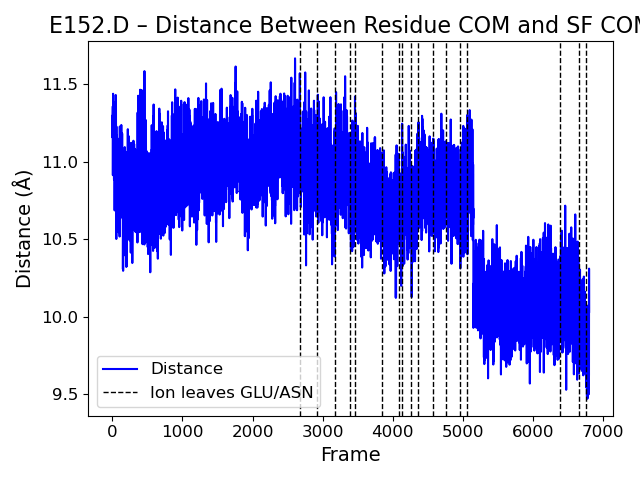 E152.D – Distance Between Residue COM and SF COM
Distance (Å)
11.5
11.0
10.5
10.0
9.5
Distance
Ion leaves GLU/ASN
0 1000 2000 3000 4000 5000 6000 7000
Frame